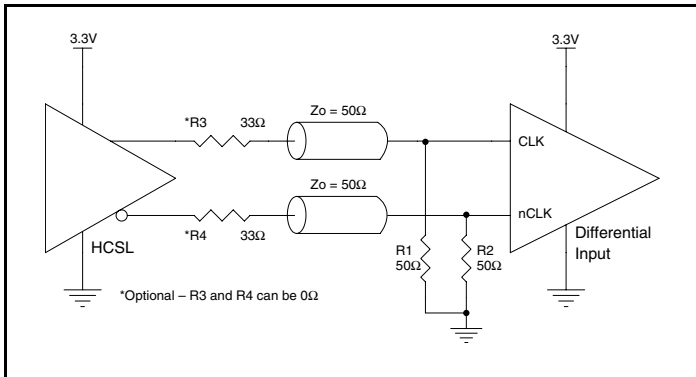 3.3V
3.3V
*R3
33Ω
Zo = 50Ω
CLK
Zo = 50Ω
nCLK
*R4
33Ω
HCSL
R1
50Ω
R2
50Ω
Differential
Input
*Optional – R3 and R4 can be 0Ω